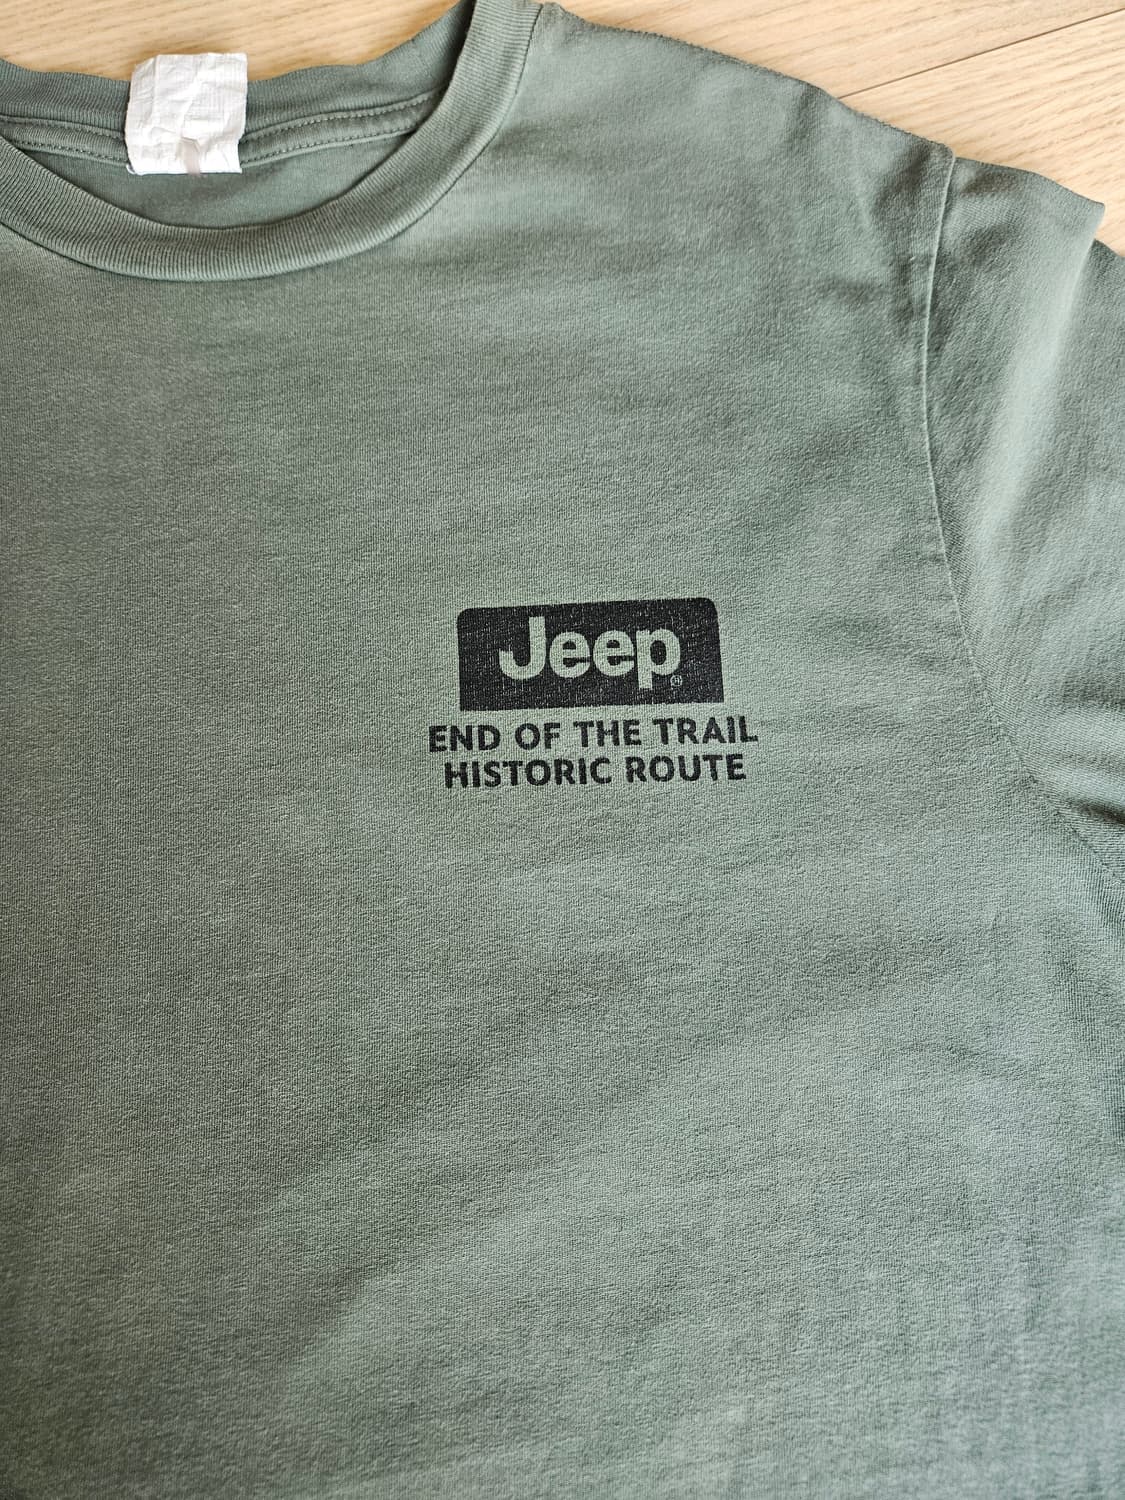 Jeep®
END OF THE TRAIL
HISTORIC ROUTE